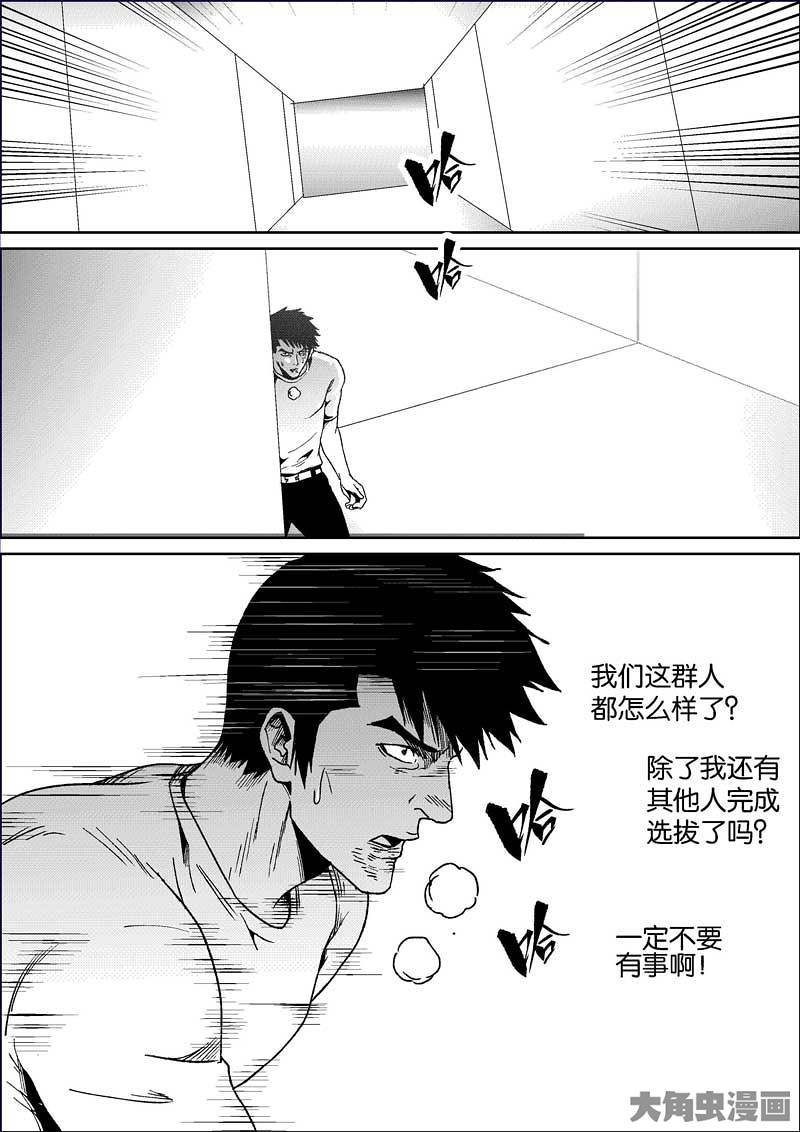 哈
哈
我们这群人
都怎么样了？
除了我还有
其他人完成
选拔了吗？
哈
哈
一定不要
有事啊！
大角虫漫画